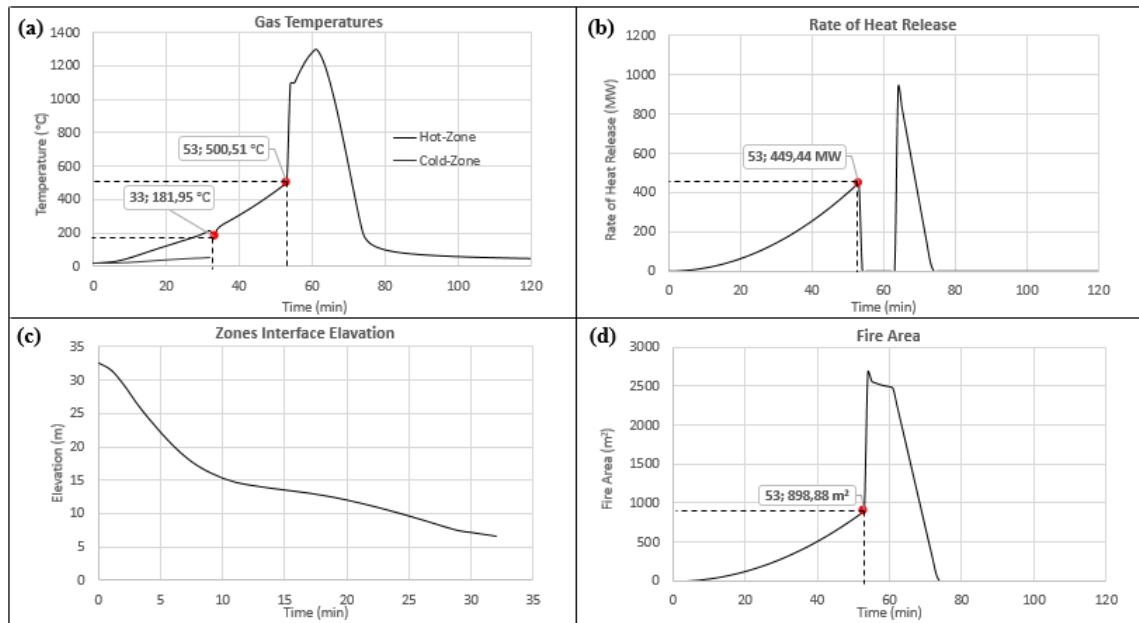 (a)
Gas Temperatures
1400
1200
1000
800
600
400
200
0
Temperature (°C)
53; 500,51 °C
33; 181,95 °C
Hot-Zone
Cold-Zone
0 20 40 60 80 100 120
Time (min)
(b)
Rate of Heat Release
1200
1000
800
600
400
200
0
Rate of Heat Release (MW)
53; 449,44 MW
0 20 40 60 80 100 120
Time (min)
(c)
Zones Interface Elavation
35
30
25
20
15
10
5
0
Elevation (m)
0 5 10 15 20 25 30 35
Time (min)
(d)
Fire Area
3000
2500
2000
1500
1000
500
0
Fire Area (m²)
53; 898,88 m²
0 20 40 60 80 100 120
Time (min)